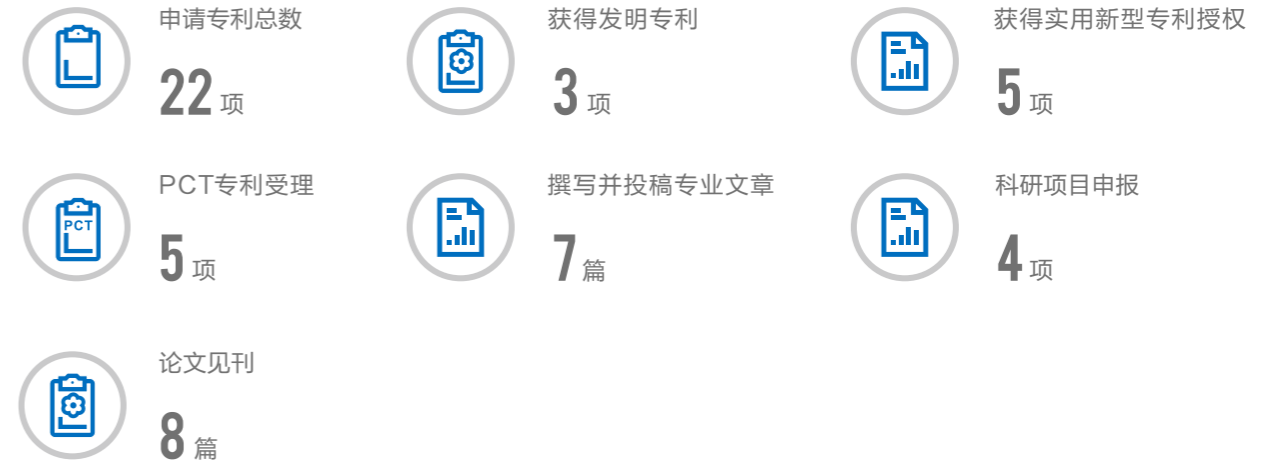 申请专利总数
22 项
获得发明专利
3 项
获得实用新型专利授权
5 项
PCT专利受理
PCT
5 项
撰写并投稿专业文章
7 篇
科研项目申报
4 项
论文见刊
8 篇